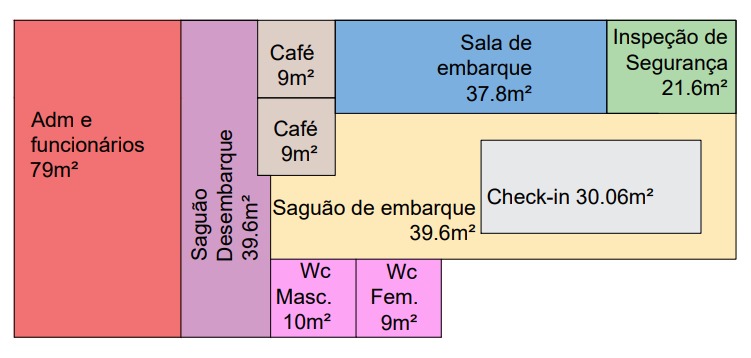 Adm e
funcionários
79m²
Saguão
Desembarque
39.6m²
Café
9m²
Café
9m²
Sala de
embarque
37.8m²
Inspeção de
Segurança
21.6m²
Saguão de embarque
39.6m²
Check-in 30.06m²
Wc
Masc.
10m²
Wc
Fem.
9m²